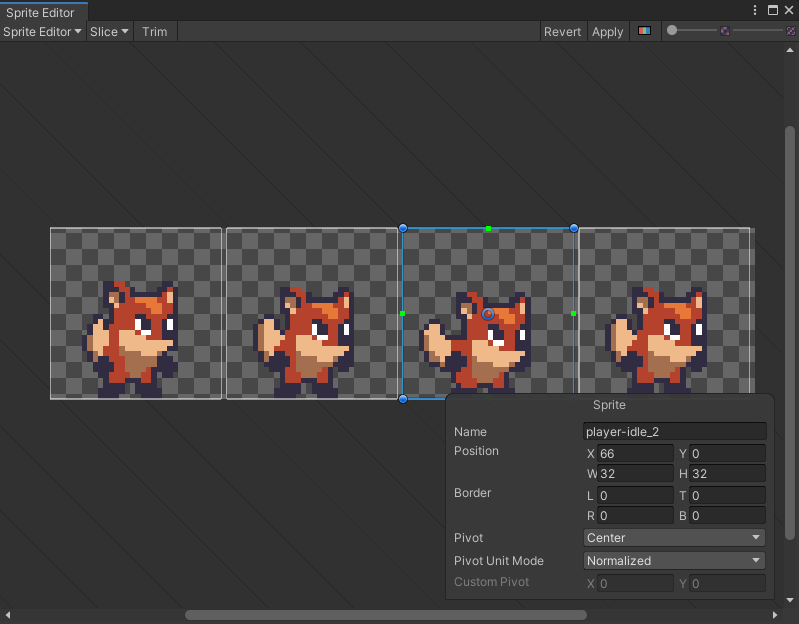 Sprite Editor
Sprite Editor Slice Trim Revert Apply
Sprite
Name player-idle_2
Position X 66 Y 0
W 32 H 32
Border L 0 T 0
R 0 B 0
Pivot Center
Pivot Unit Mode Normalized
Custom Pivot X 0 Y 0